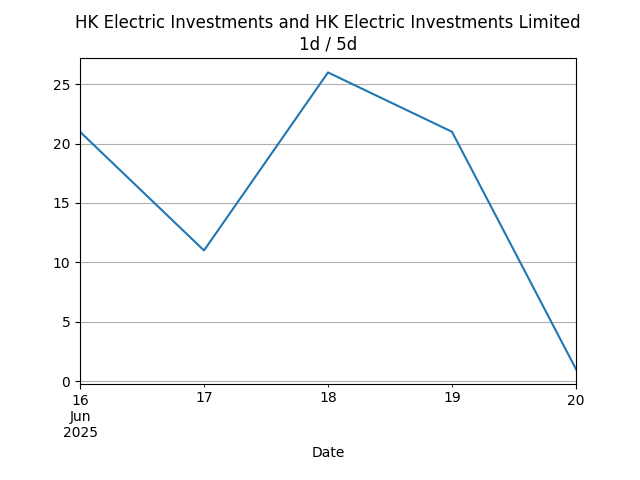 HK Electric Investments and HK Electric Investments Limited
1d / 5d
25
20
15
10
5
0
16 17 18 19 20
Jun
2025
Date